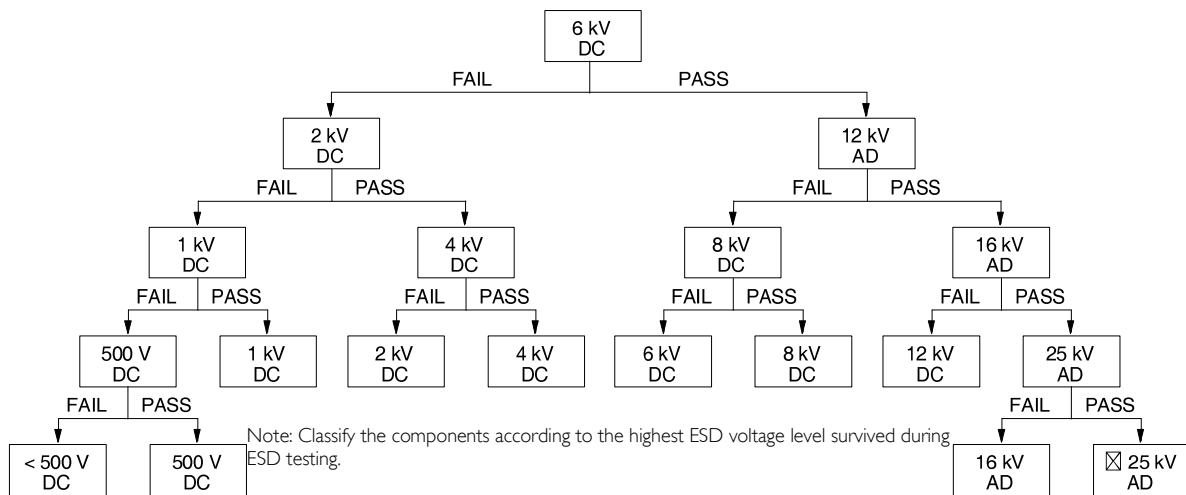 6 kV
DC
FAIL PASS
2 kV
DC
12 kV
AD
FAIL PASS
FAIL PASS
1 kV
DC
4 kV
DC
8 kV
DC
16 kV
AD
FAIL PASS
FAIL PASS
FAIL PASS
FAIL PASS
500 V
DC
1 kV
DC
2 kV
DC
4 kV
DC
6 kV
DC
8 kV
DC
12 kV
DC
25 kV
AD
FAIL PASS
FAIL PASS
Note: Classify the components according to the highest ESD voltage level survived during
ESD testing.
< 500 V
DC
500 V
DC
16 kV
AD
25 kV
AD